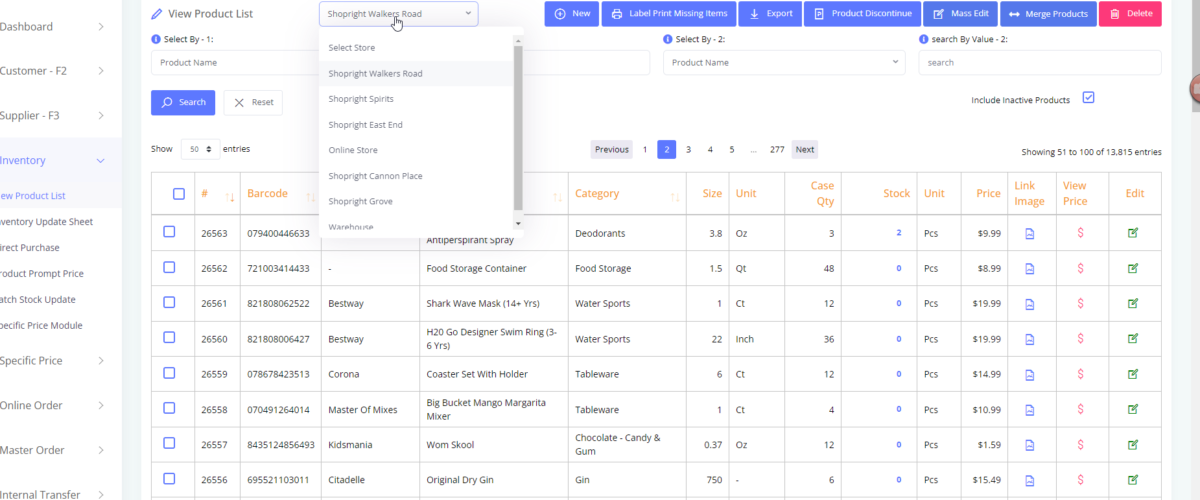 Dashboard
Customer - F2
Supplier - F3
Inventory
ew Product List
ventory Update Sheet
irect Purchase
roduct Prompt Price
atch Stock Update
pecific Price Module
Specific Price
Online Order
Master Order
Internal Transfer
View Product List
Shopright Walkers Road
New
Label Print Missing Items
Export
Product Discontinue
Mass Edit
Merge Products
Delete
Select By - 1:
Select By - 2:
search By Value - 2:
Product Name
Product Name
search
Select Store
Shopright Walkers Road
Shopright Spirits
Shopright East End
Online Store
Shopright Cannon Place
Shopright Grove
Warehouse
Search
Reset
Include Inactive Products
Show 50 entries
Previous 1 2 3 4 5 ... 277 Next
Showing 51 to 100 of 13,815 entries
# Barcode Category Size Unit Case Qty Stock Unit Price Link Image View Price Edit
26563 079400446633 Antiperspirant Spray Deodorants 3.8 Oz 3 2 Pcs $9.99 $
26562 721003414433 - Food Storage Container Food Storage 1.5 Qt 48 0 Pcs $8.99 $
26561 821808062522 Bestway Shark Wave Mask (14+ Yrs) Water Sports 1 Ct 12 0 Pcs $19.99 $
26560 821808006427 Bestway H20 Go Designer Swim Ring (3-6 Yrs) Water Sports 22 Inch 36 0 Pcs $19.99 $
26559 078678423513 Corona Coaster Set With Holder Tableware 6 Ct 12 0 Pcs $14.99 $
26558 070491264014 Master Of Mixes Big Bucket Mango Margarita Mixer Tableware 1 Ct 4 0 Pcs $10.99 $
26557 8435124856493 Kidsmania Wom Skool Chocolate - Candy & Gum 0.37 Oz 12 0 Pcs $1.59 $
26556 695521103011 Citadelle Original Dry Gin Gin 750 - 6 0 Pcs $15.49 $